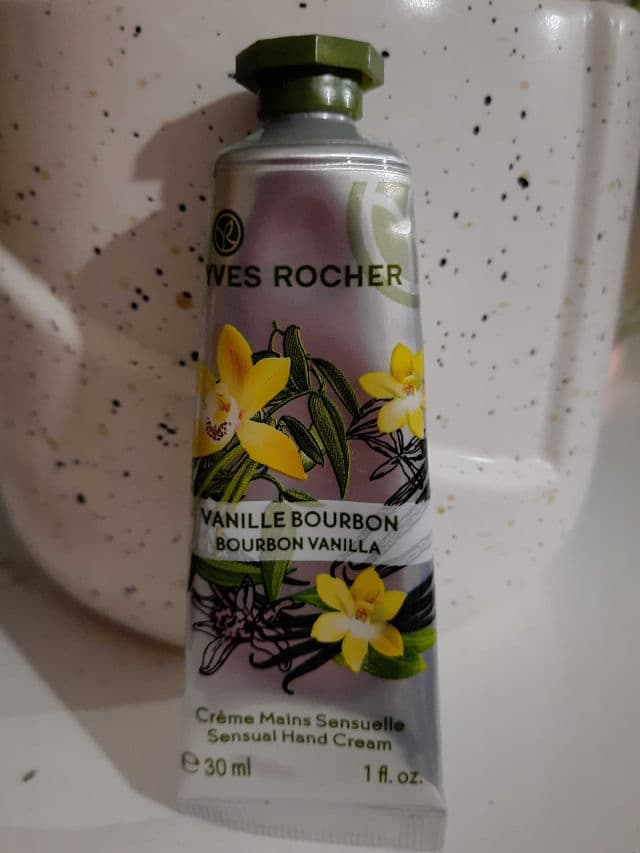 YVES ROCHER
VANILLE BOURBON
BOURBON VANILLA
Crème Mains Sensuelle
Sensual Hand Cream
℮ 30 ml 1 fl. oz.